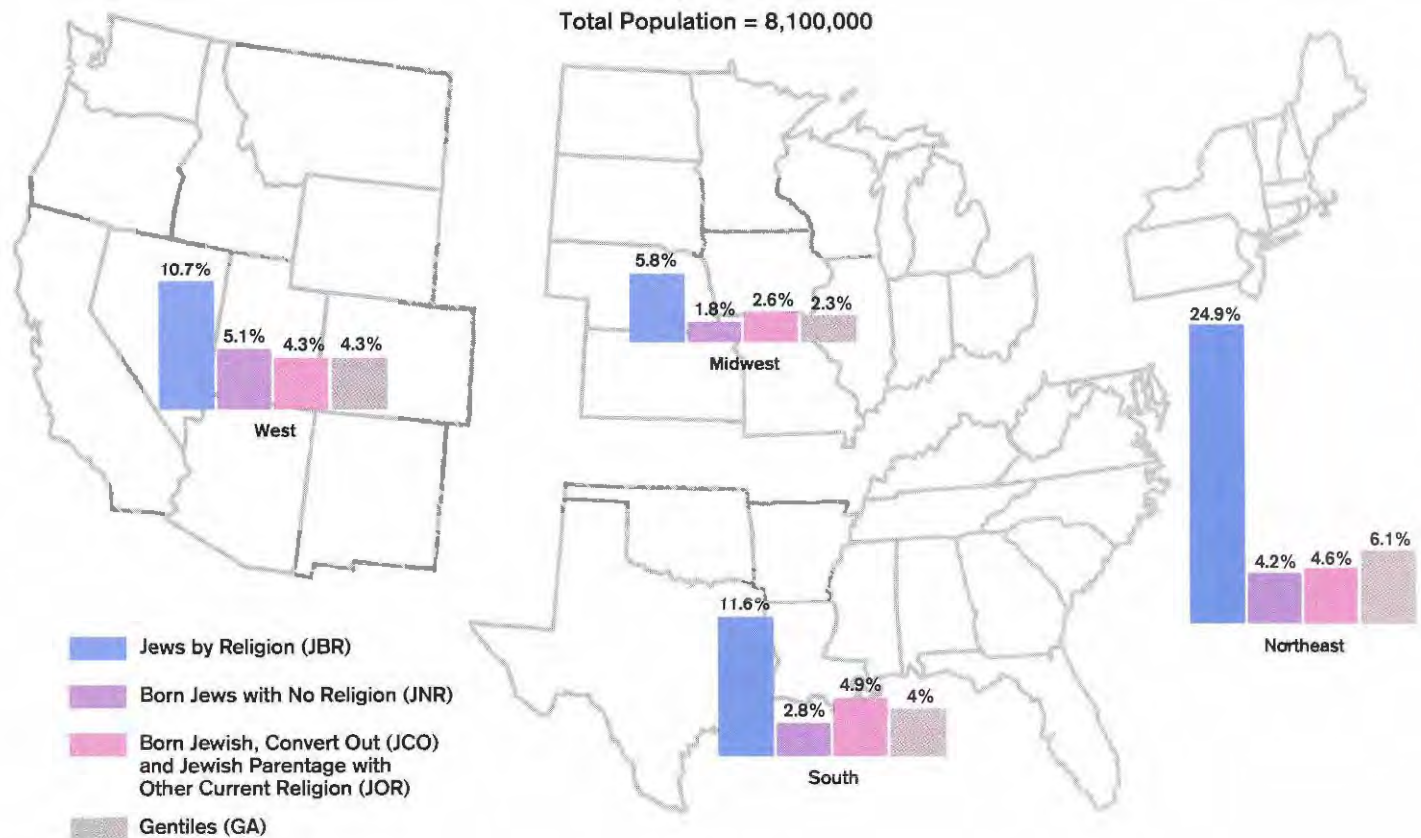 Total Population = 8,100,000
10.7%
5.1%
4.3%
4.3%
West
5.8%
1.8%
2.6%
2.3%
Midwest
24.9%
4.2%
4.6%
6.1%
Northeast
11.6%
2.8%
4.9%
4%
South
Jews by Religion (JBR)
Born Jews with No Religion (JNR)
Born Jewish, Convert Out (JCO)
and Jewish Parentage with
Other Current Religion (JOR)
Gentiles (GA)